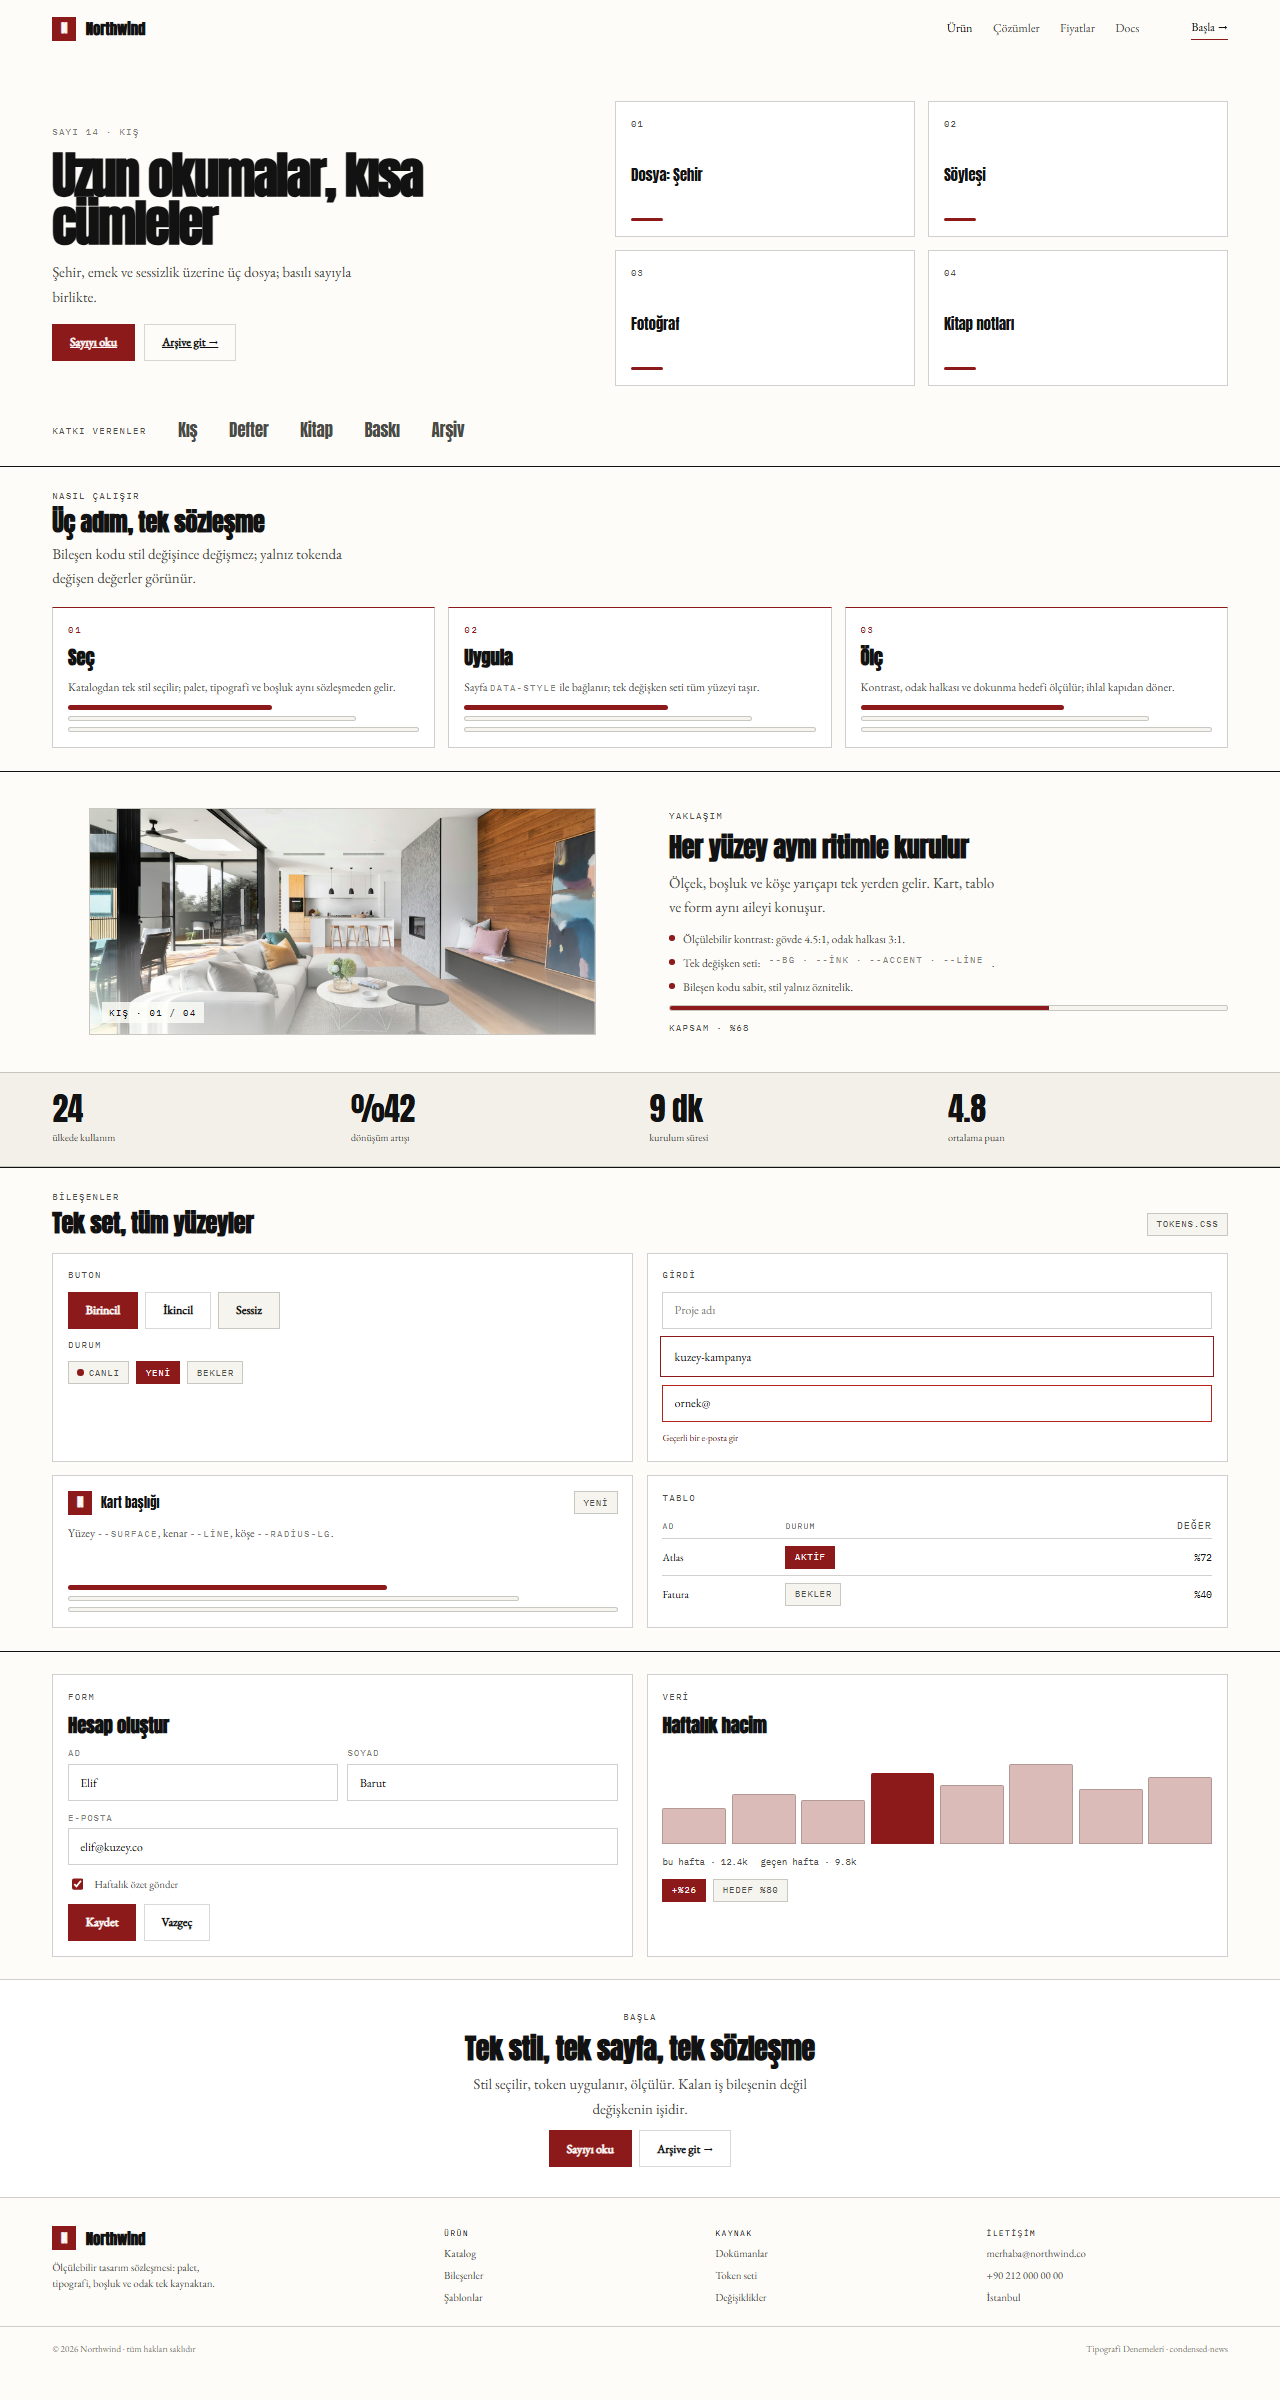 Northwind
Ürün Çözümler Fiyatlar Docs Başla →
SAYI 14 · KIŞ
Uzun okumalar, kısa
cümleler
Şehir, emek ve sessizlik üzerine üç dosya; basılı sayıyla
birlikte.
Sayıyı oku Arşive git →
01
Dosya: Şehir
02
Söyleşi
03
Fotoğraf
04
Kitap notları
KATKI VERENLER Kış Defter Kitap Baskı Arşiv
NASIL ÇALIŞIR
Üç adım, tek sözleşme
Bileşen kodu stil değişince değişmez; yalnız tokenda
değişen değerler görünür.
01
Seç
Katalogdan tek stil seçilir; palet, tipografi ve boşluk aynı sözleşmeden gelir.
02
Uygula
Sayfa DATA-STYLE ile bağlanır; tek değişken seti tüm yüzeyi taşır.
03
Ölç
Kontrast, odak halkası ve dokunma hedefi ölçülür; ihlal kapıdan döner.
KIŞ · 01 / 04
YAKLAŞIM
Her yüzey aynı ritimle kurulur
Ölçek, boşluk ve köşe yarıçapı tek yerden gelir. Kart, tablo
ve form aynı aileyi konuşur.
Ölçülebilir kontrast: gövde 4.5:1, odak halkası 3:1.
Tek değişken seti: --BG · --İNK · --ACCENT · --LİNE .
Bileşen kodu sabit, stil yalnız öznitelik.
KAPSAM · %68
24
ülkede kullanım
%42
dönüşüm artışı
9 dk
kurulum süresi
4.8
ortalama puan
BİLEŞENLER
Tek set, tüm yüzeyler
TOKENS.CSS
BUTON
Birincil İkincil Sessiz
DURUM
CANLI YENİ BEKLER
GİRDİ
Proje adı
kuzey-kampanya
ornek@
Geçerli bir e-posta gir
Kart başlığı YENİ
Yüzey --SURFACE, kenar --LİNE, köşe --RADİUS-LG.
TABLO
AD DURUM DEĞER
Atlas AKTİF %72
Fatura BEKLER %40
FORM
Hesap oluştur
AD SOYAD
Elif Barut
E-POSTA
elif@kuzey.co
Haftalık özet gönder
Kaydet Vazgeç
VERİ
Haftalık hacim
bu hafta · 12.4k geçen hafta · 9.8k
+%26 HEDEF %80
BAŞLA
Tek stil, tek sayfa, tek sözleşme
Stil seçilir, token uygulanır, ölçülür. Kalan iş bileşenin değil
değişkenin işidir.
Sayıyı oku Arşive git →
Northwind
Ölçülebilir tasarım sözleşmesi: palet,
tipografi, boşluk ve odak tek kaynaktan.
ÜRÜN
Katalog
Bileşenler
Şablonlar
KAYNAK
Dokümanlar
Token seti
Değişiklikler
İLETİŞİM
merhaba@northwind.co
+90 212 000 00 00
İstanbul
© 2026 Northwind · tüm hakları saklıdır
Tipografi Denemeleri · condensed-news